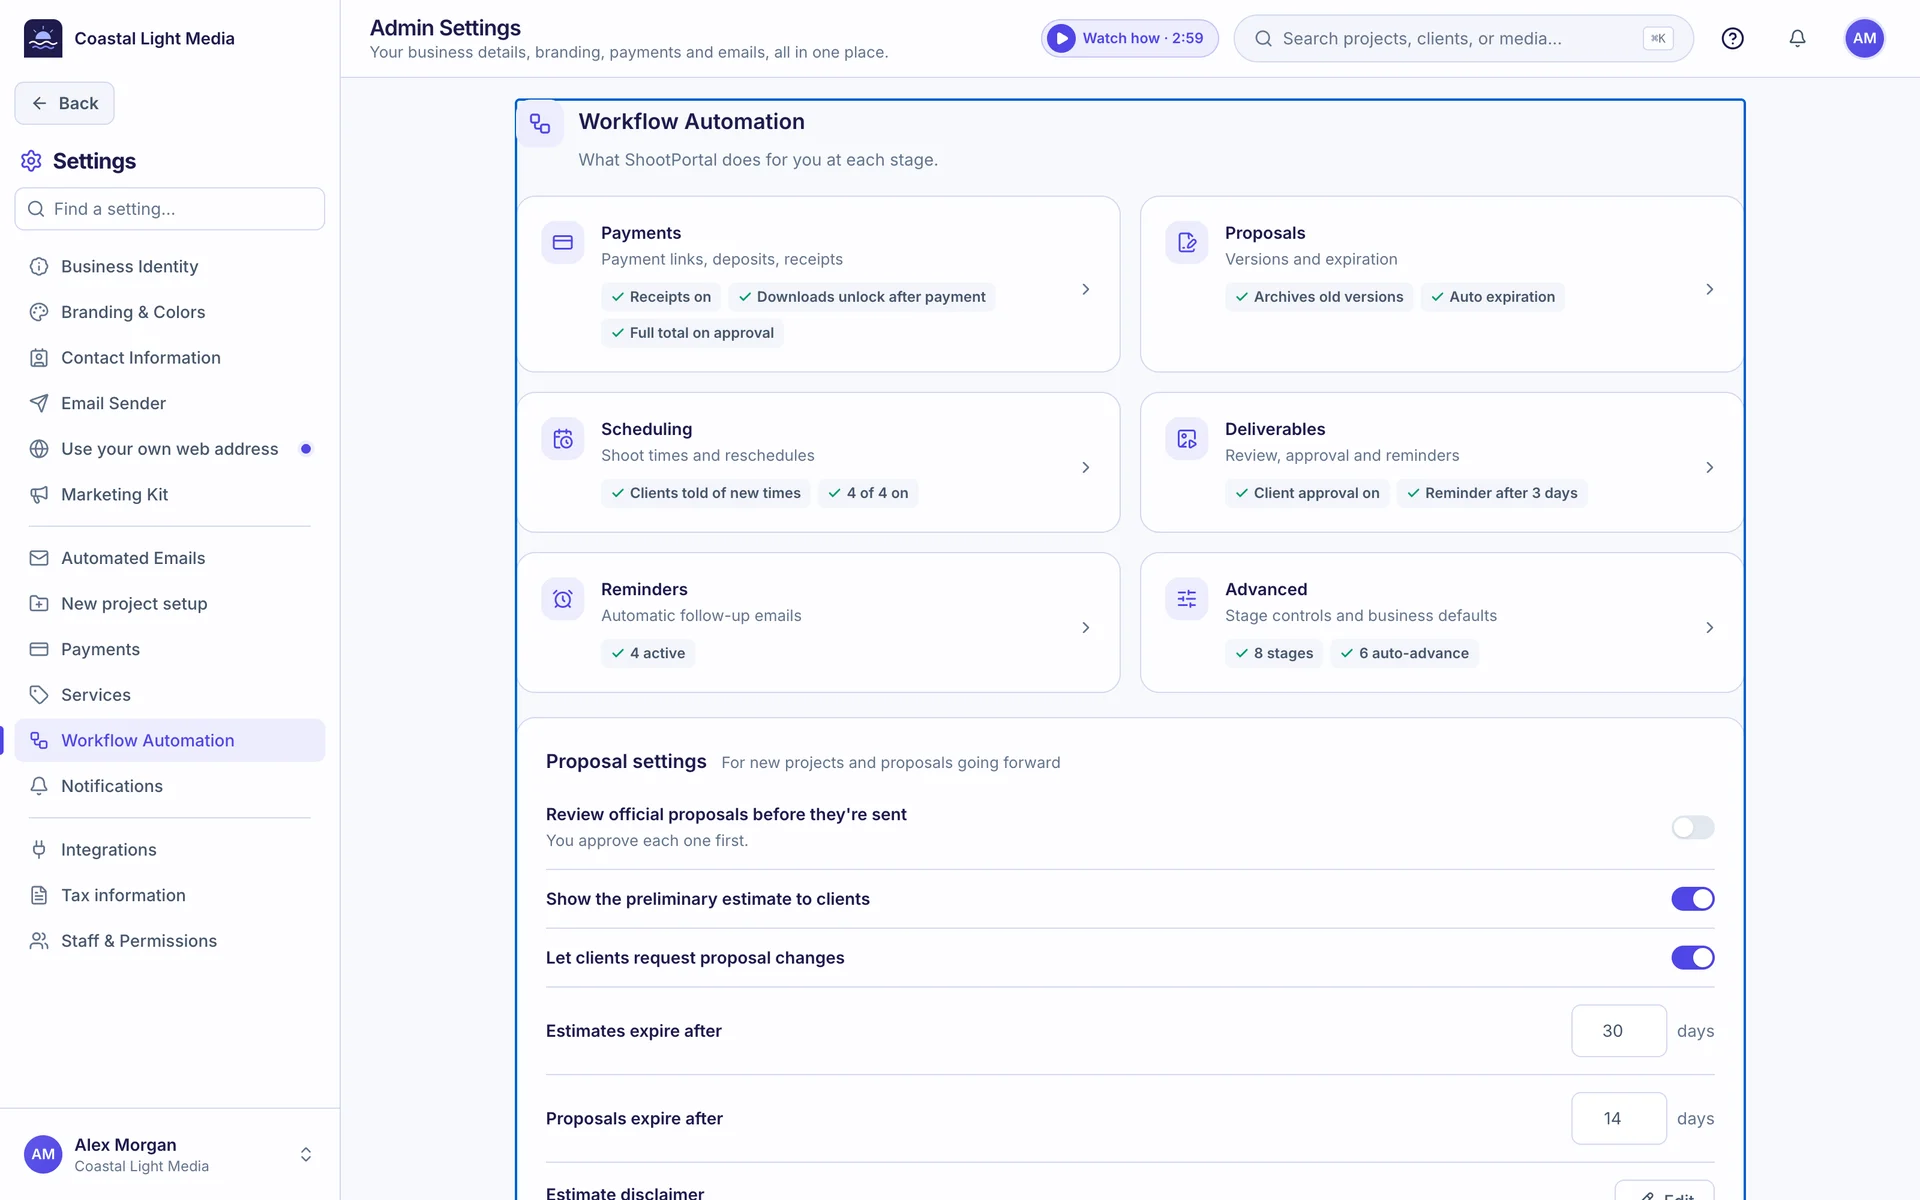 Coastal Light Media
Back
Settings
Find a setting...
Business Identity
Branding & Colors
Contact Information
Email Sender
Use your own web address
Marketing Kit
Automated Emails
New project setup
Payments
Services
Workflow Automation
Notifications
Integrations
Tax information
Staff & Permissions
AM
Alex Morgan
Coastal Light Media
Admin Settings
Your business details, branding, payments and emails, all in one place.
Watch how · 2:59
Search projects, clients, or media...
⌘K
AM
Workflow Automation
What ShootPortal does for you at each stage.
Payments
Payment links, deposits, receipts
Receipts on
Downloads unlock after payment
Full total on approval
Proposals
Versions and expiration
Archives old versions
Auto expiration
Scheduling
Shoot times and reschedules
Clients told of new times
4 of 4 on
Deliverables
Review, approval and reminders
Client approval on
Reminder after 3 days
Reminders
Automatic follow-up emails
4 active
Advanced
Stage controls and business defaults
8 stages
6 auto-advance
Proposal settings For new projects and proposals going forward
Review official proposals before they're sent
You approve each one first.
Show the preliminary estimate to clients
Let clients request proposal changes
Estimates expire after
30 days
Proposals expire after
14 days
Estimate disclaimer
Edit